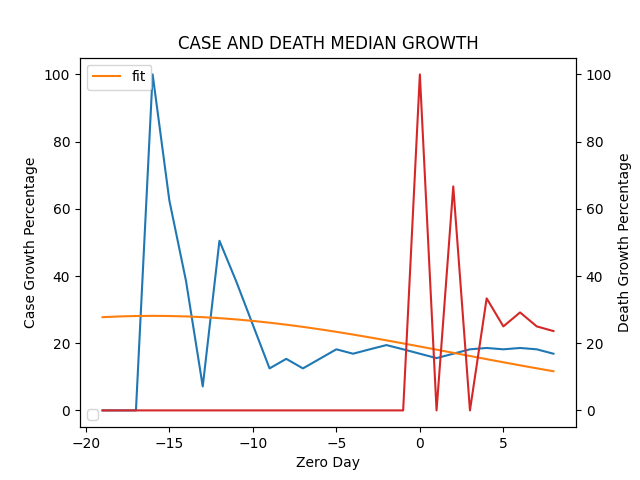 CASE AND DEATH MEDIAN GROWTH
fit
Case Growth Percentage
100
80
60
40
20
0
Death Growth Percentage
100
80
60
40
20
0
−20 −15 −10 −5 0 5
Zero Day